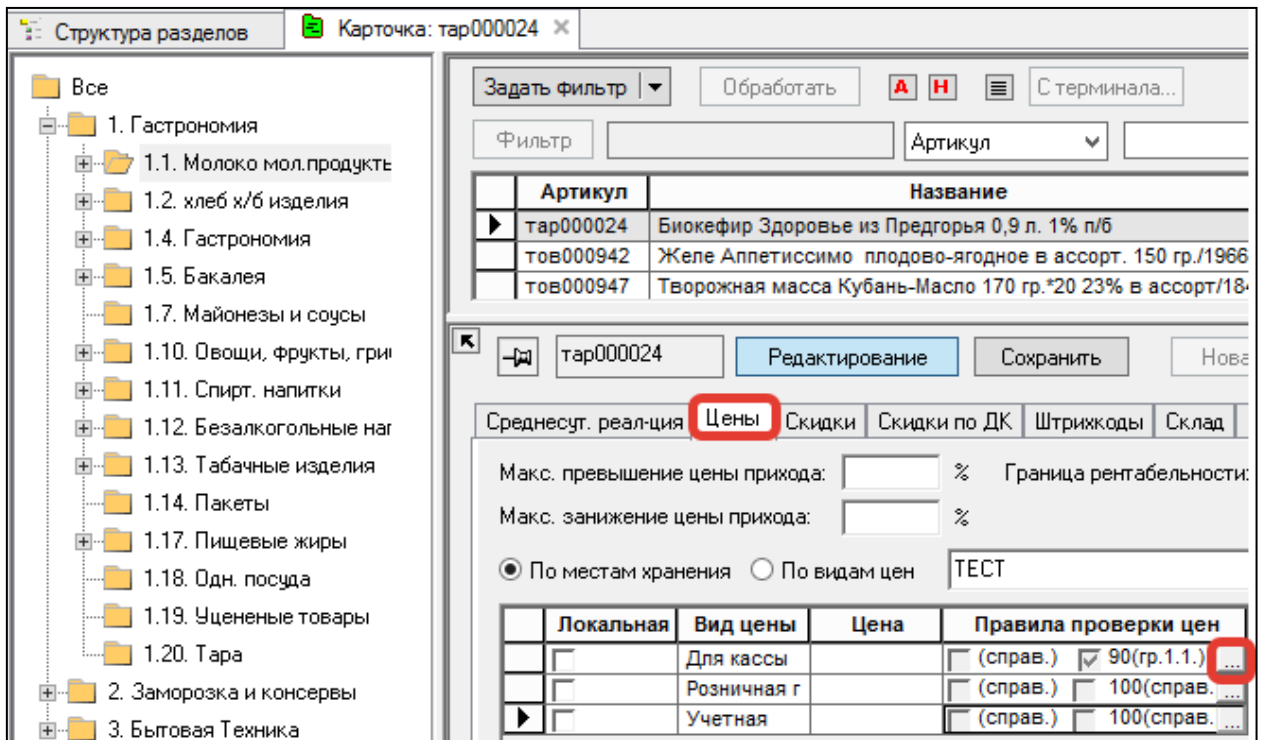 Структура разделов
Карточка: тар000024
Все
1. Гастрономия
1.1. Молоко мол.продукть
1.2. хлеб х/б изделия
1.4. Гастрономия
1.5. Бакалея
1.7. Майонезы и соусы
1.10. Овощи, фрукты, гри
1.11. Спирт. напитки
1.12. Безалкогольные наг
1.13. Табачные изделия
1.14. Пакеты
1.17. Пищевые жиры
1.18. Одн. посуда
1.19. Уцененые товары
1.20. Тара
2. Заморозка и консервы
3. Бытовая Техника
Задать фильтр Обработать А Н С терминала...
Фильтр Артикул
Артикул Название
тар000024 Биокефир Здоровье из Предгорья 0,9 л. 1% п/б
тов000942 Желе Аппетиссимо плодово-ягодное в ассорт. 150 гр./1966
тов000947 Творожная масса Кубань-Масло 170 гр.*20 23% в ассорт/184
тар000024 Редактирование Сохранить Нова
Среднесут. реал-ция Цены Скидки Скидки по ДК Штрихкоды Склад
Макс. превышение цены прихода: % Граница рентабельности:
Макс. занижение цены прихода: %
По местам хранения По видам цен ТЕСТ
Локальная Вид цены Цена Правила проверки цен
Для кассы (справ.) 90(гр.1.1.) ...
Розничная г (справ.) 100(справ. ...
Учетная (справ.) 100(справ. ...